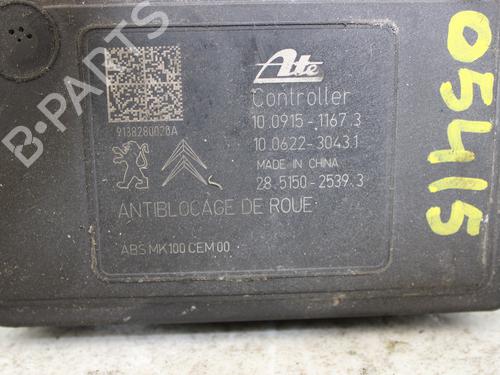 Ate
Controller
10.0915-1167.3
10.0622-3043.1
MADE IN CHINA
28.5150-2539.3
9138280028A
ANTIBLOCAGE DE ROUE
ABS MK100 CEM 00
05415
B-PARTS